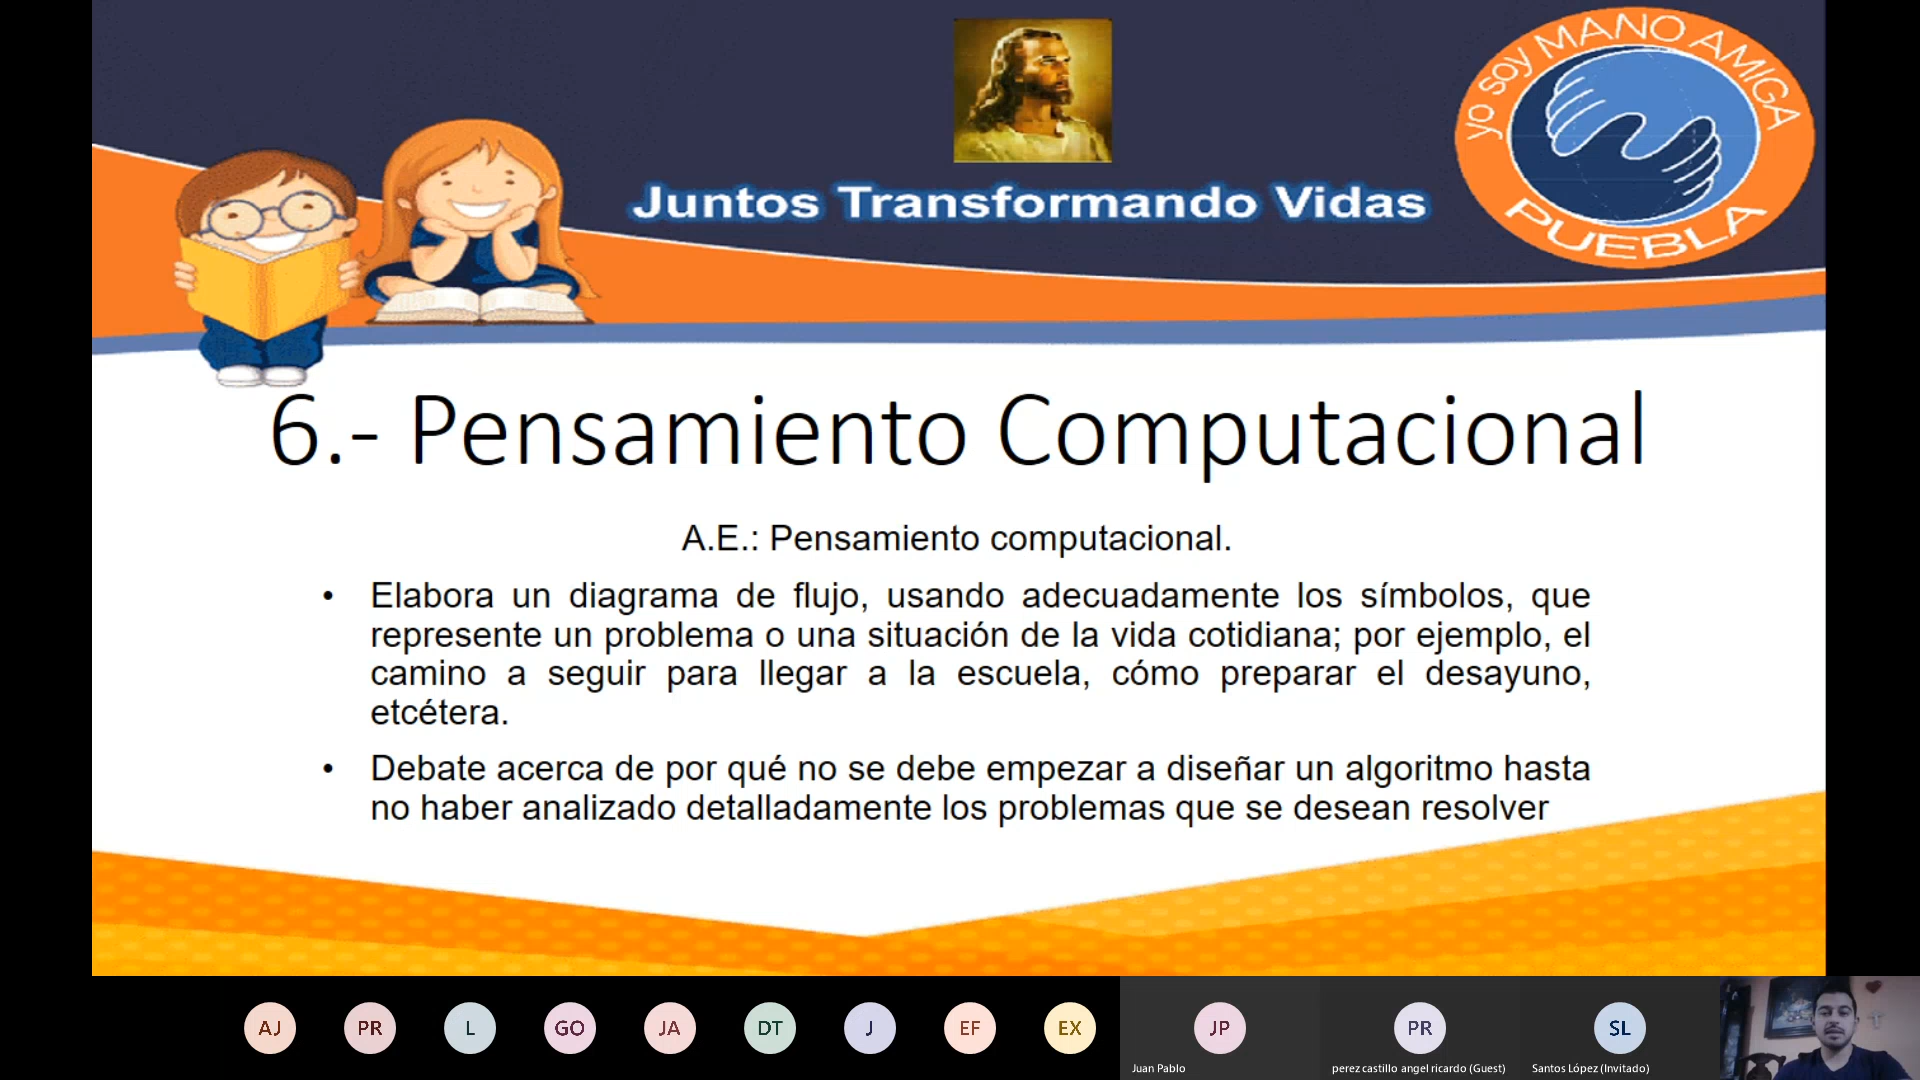 yo soy MANO AMIGA
PUEBLA
Juntos Transformando Vidas
6.- Pensamiento Computacional
A.E.: Pensamiento computacional.
• Elabora un diagrama de flujo, usando adecuadamente los símbolos, que
represente un problema o una situación de la vida cotidiana; por ejemplo, el
camino a seguir para llegar a la escuela, cómo preparar el desayuno,
etcétera.
• Debate acerca de por qué no se debe empezar a diseñar un algoritmo hasta
no haber analizado detalladamente los problemas que se desean resolver
AJ PR L GO JA DT J EF EX JP PR SL
Juan Pablo perez castillo angel ricardo (Guest) Santos López (Invitado)